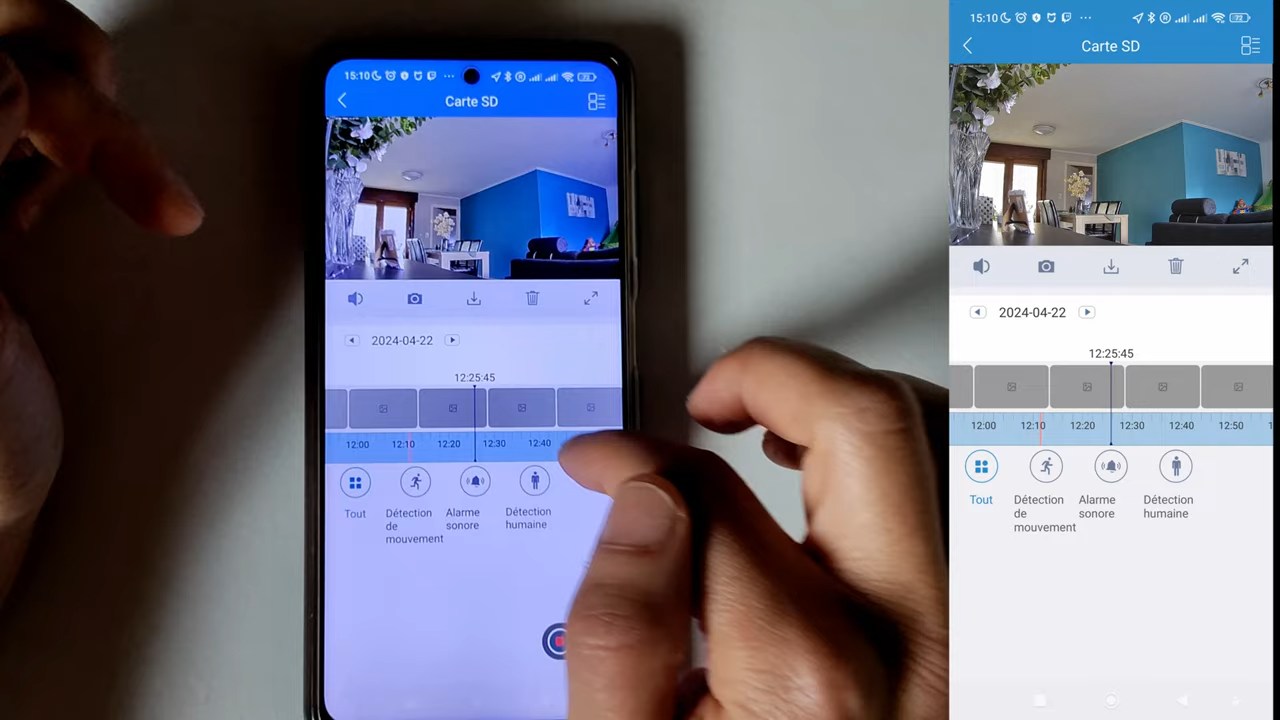 15:10
Carte SD
2024-04-22
12:25:45
12:00 12:10 12:20 12:30 12:40
Tout
Détection
de
mouvement
Alarme
sonore
Détection
humaine
15:10
72
Carte SD
2024-04-22
12:25:45
12:00 12:10 12:20 12:30 12:40 12:50
Tout
Détection
de
mouvement
Alarme
sonore
Détection
humaine